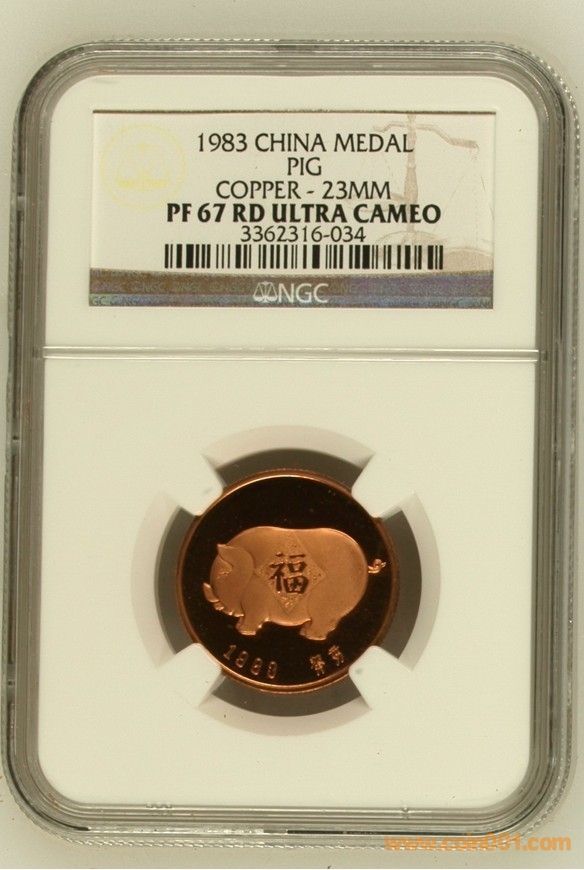 1983 CHINA MEDAL
PIG
COPPER - 23MM
PF 67 RD ULTRA CAMEO
3362316-034
NGC
福
www.coin001.com